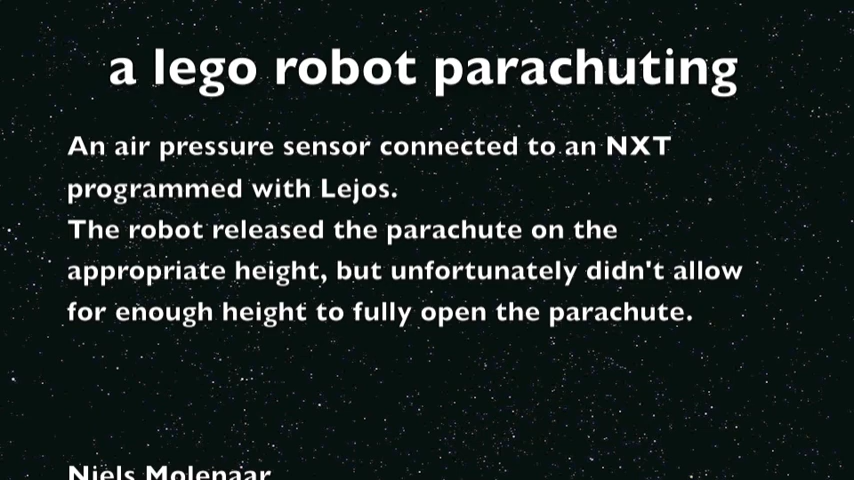 a lego robot parachuting
An air pressure sensor connected to an NXT
programmed with Lejos.
The robot released the parachute on the
appropriate height, but unfortunately didn't allow
for enough height to fully open the parachute.
Niels Molenaar